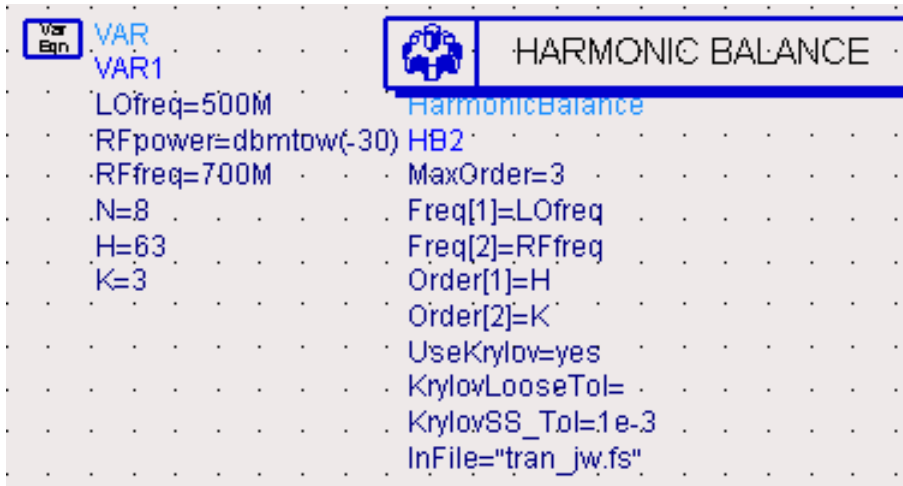 Var
Eqn
VAR
VAR1
LOfreq=500M
RFpower=dbmtow(-30)
RFfreq=700M
N=8
H=63
K=3
HARMONIC BALANCE
HarmonicBalance
HB2
MaxOrder=3
Freq[1]=LOfreq
Freq[2]=RFfreq
Order[1]=H
Order[2]=K
UseKrylov=yes
KrylovLooseTol=
KrylovSS_Tol=1e-3
InFile="tran_jw.fs"